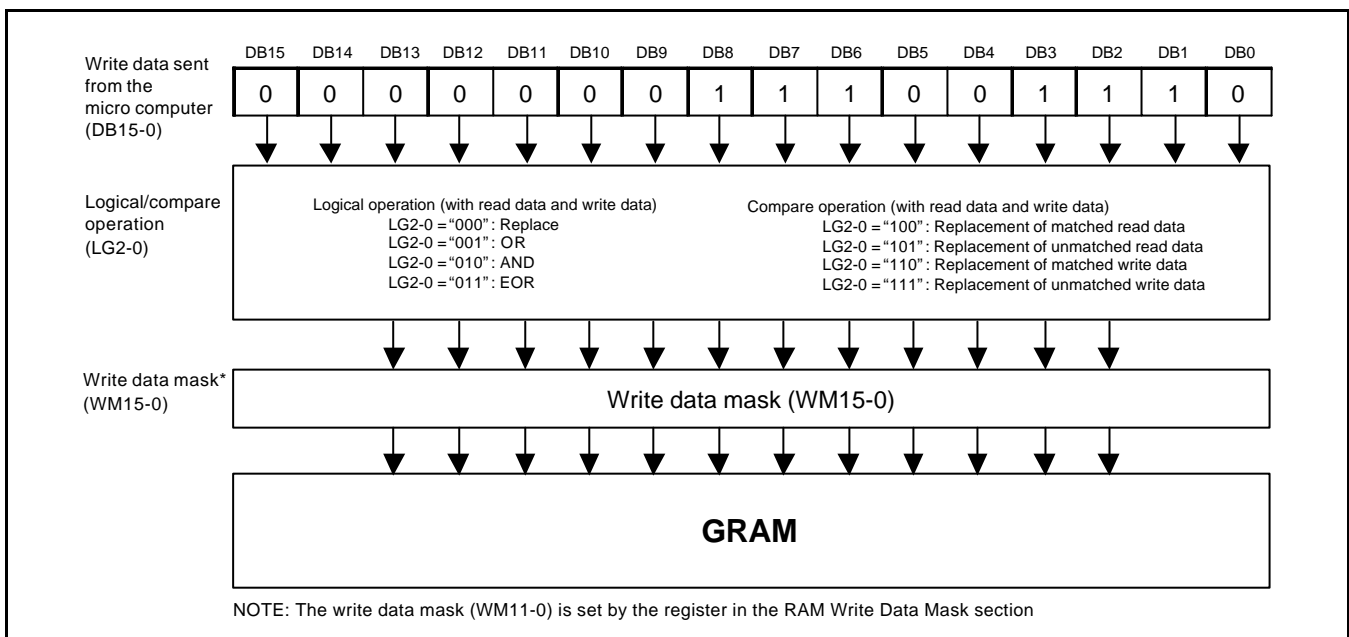 DB15 DB14 DB13 DB12 DB11 DB10 DB9 DB8 DB7 DB6 DB5 DB4 DB3 DB2 DB1 DB0
Write data sent
from the
micro computer
(DB15-0)
0 0 0 0 0 0 0 1 1 1 0 0 1 1 1 0
Logical/compare
operation
(LG2-0)
Logical operation (with read data and write data)
LG2-0 = “000” : Replace
LG2-0 = “001” : OR
LG2-0 = “010” : AND
LG2-0 = “011” : EOR
Compare operation (with read data and write data)
LG2-0 = “100” : Replacement of matched read data
LG2-0 = “101” : Replacement of unmatched read data
LG2-0 = “110” : Replacement of matched write data
LG2-0 = “111” : Replacement of unmatched write data
Write data mask*
(WM15-0)
Write data mask (WM15-0)
GRAM
NOTE: The write data mask (WM11-0) is set by the register in the RAM Write Data Mask section